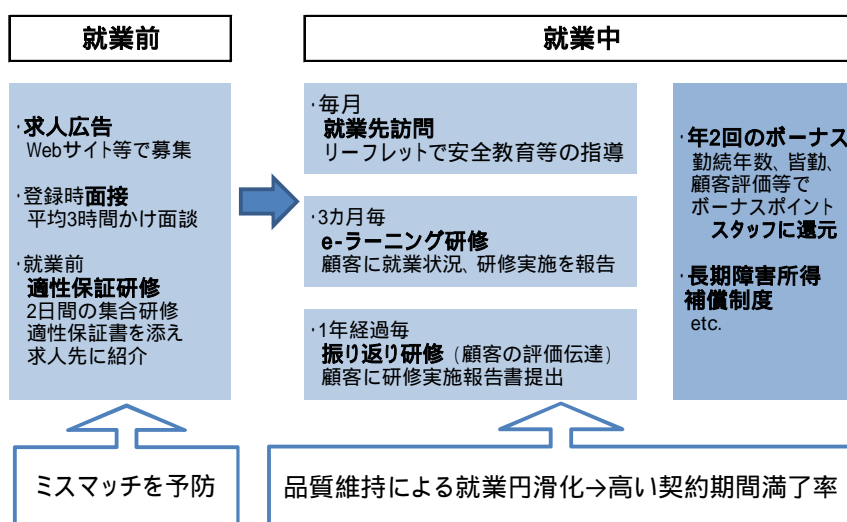 就業前
就業中
･求人広告
Webサイト等で募集
･登録時面接
平均3時間かけ面談
･就業前
適性保証研修
2日間の集合研修
適性保証書を添え
求人先に紹介
･毎月
就業先訪問
リーフレットで安全教育等の指導
･3カ月毎
e-ラーニング研修
顧客に就業状況、研修実施を報告
･1年経過毎
振り返り研修（顧客の評価伝達）
顧客に研修実施報告書提出
･年2回のボーナス
勤続年数、皆勤、
顧客評価等で
ボーナスポイント
スタッフに還元
･長期障害所得
補償制度
etc.
ミスマッチを予防
品質維持による就業円滑化→高い契約期間満了率